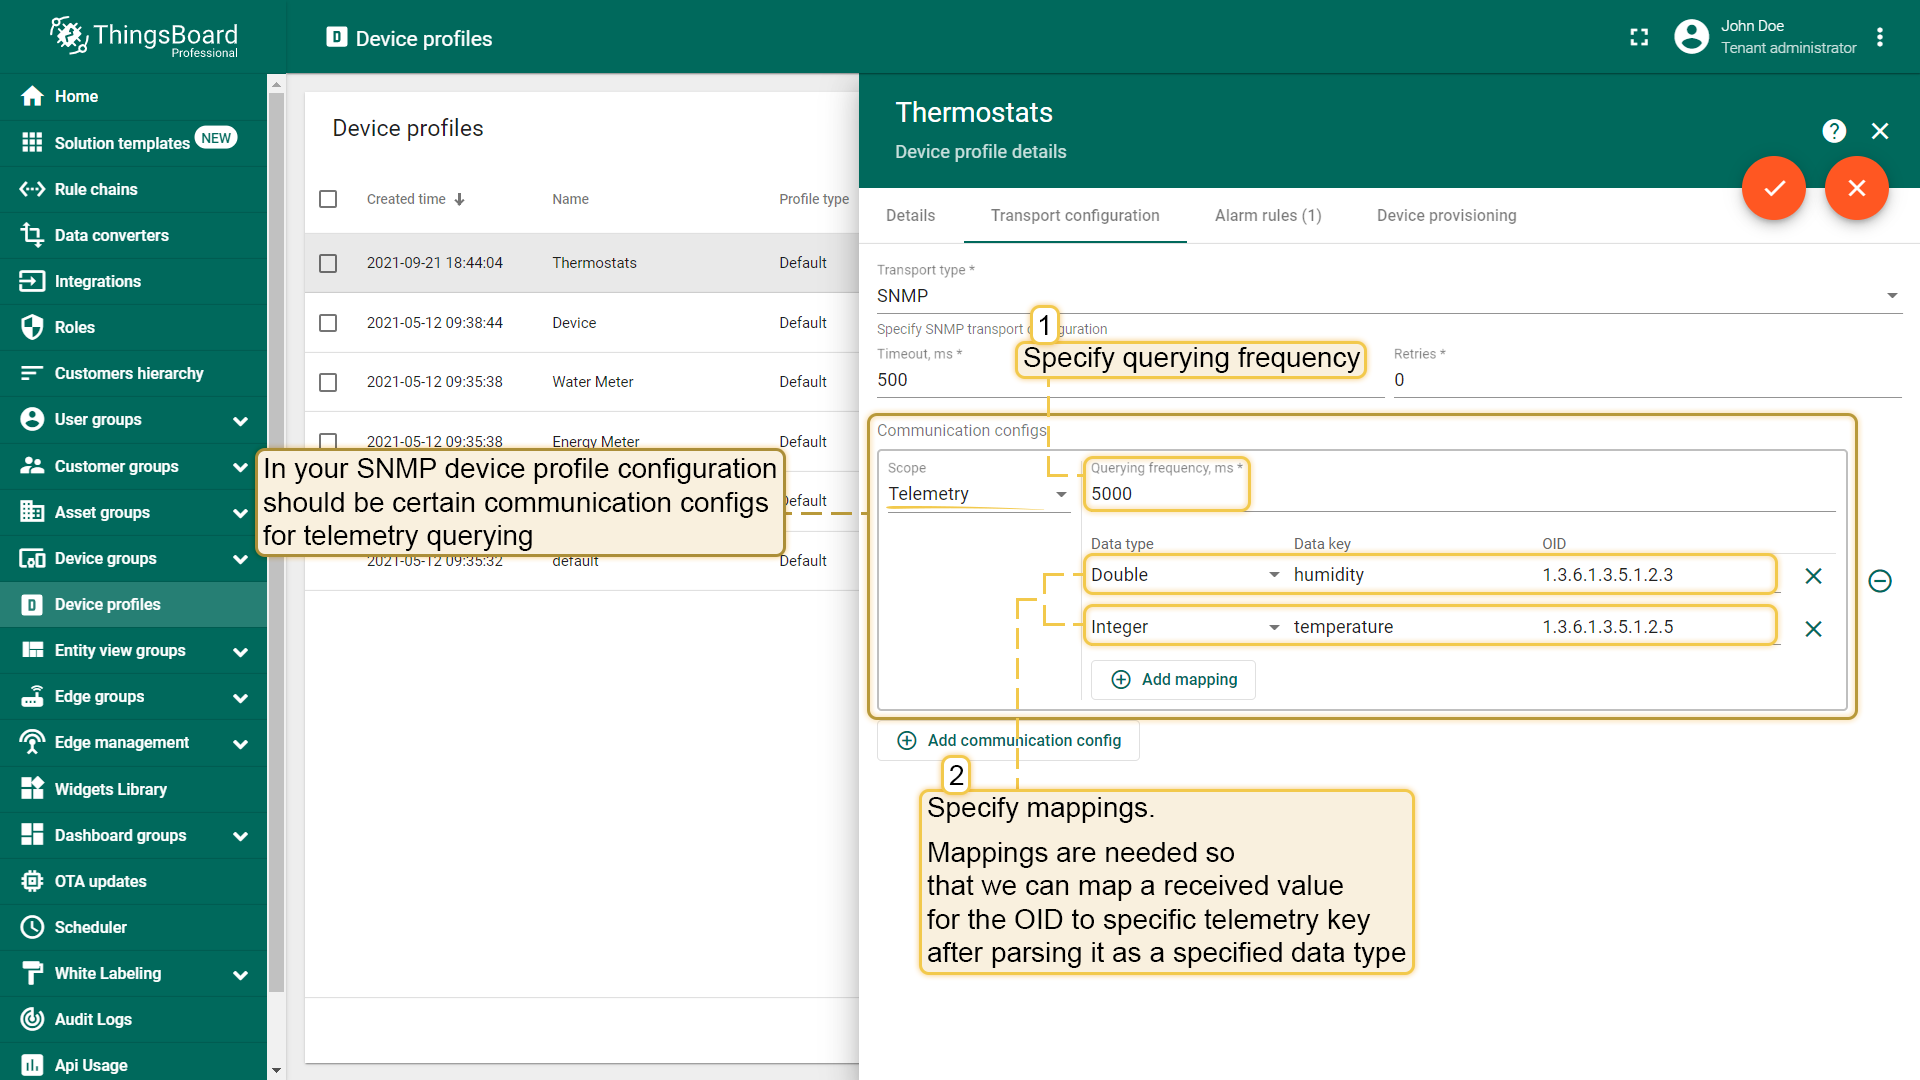 ThingsBoard
Professional
Device profiles
John Doe
Tenant administrator
Home
Solution templates NEW
Rule chains
Data converters
Integrations
Roles
Customers hierarchy
User groups
Customer groups
Asset groups
Device groups
Device profiles
Entity view groups
Edge groups
Edge management
Widgets Library
Dashboard groups
OTA updates
Scheduler
White Labeling
Audit Logs
Api Usage
Device profiles
Created time Name Profile type
2021-09-21 18:44:04 Thermostats Default
2021-05-12 09:38:44 Device Default
2021-05-12 09:35:38 Water Meter Default
2021-05-12 09:35:38 Energy Meter Default
Default
2021-05-12 09:35:32 default Default
In your SNMP device profile configuration
should be certain communication configs
for telemetry querying
Thermostats
Device profile details
Details Transport configuration Alarm rules (1) Device provisioning
Transport type *
SNMP
Specify SNMP transport
1
Specify querying frequency
Timeout, ms *
500
Retries *
0
Communication configs
Scope
Telemetry
Querying frequency, ms *
5000
Data type Data key OID
Double humidity 1.3.6.1.3.5.1.2.3
Integer temperature 1.3.6.1.3.5.1.2.5
Add mapping
Add communication config
2
Specify mappings.
Mappings are needed so
that we can map a received value
for the OID to specific telemetry key
after parsing it as a specified data type